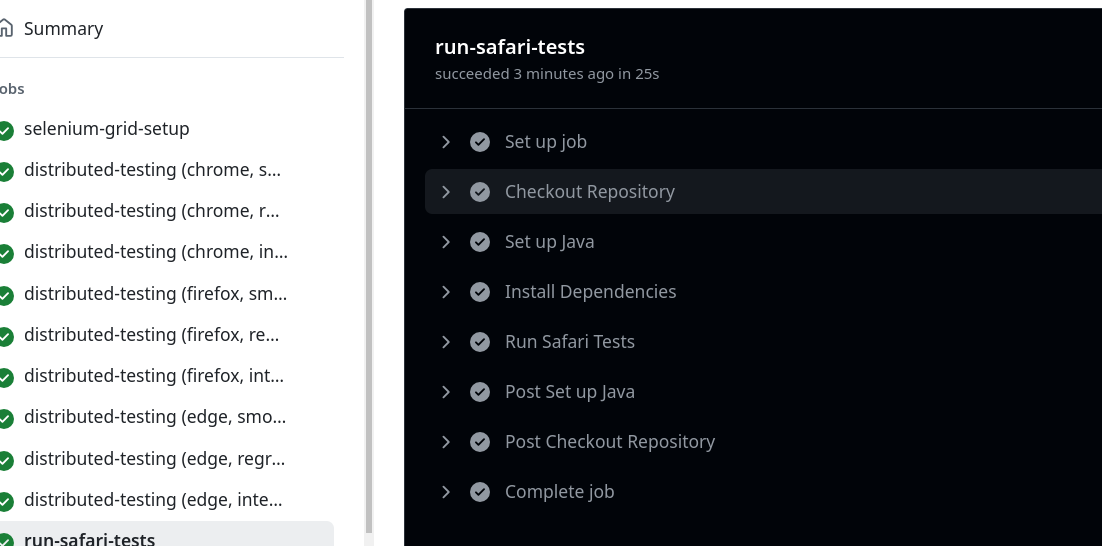 Summary
obs
selenium-grid-setup
distributed-testing (chrome, s...
distributed-testing (chrome, r...
distributed-testing (chrome, in...
distributed-testing (firefox, sm...
distributed-testing (firefox, re...
distributed-testing (firefox, int...
distributed-testing (edge, smo...
distributed-testing (edge, regr...
distributed-testing (edge, inte...
run-safari-tests
run-safari-tests
succeeded 3 minutes ago in 25s
Set up job
Checkout Repository
Set up Java
Install Dependencies
Run Safari Tests
Post Set up Java
Post Checkout Repository
Complete job